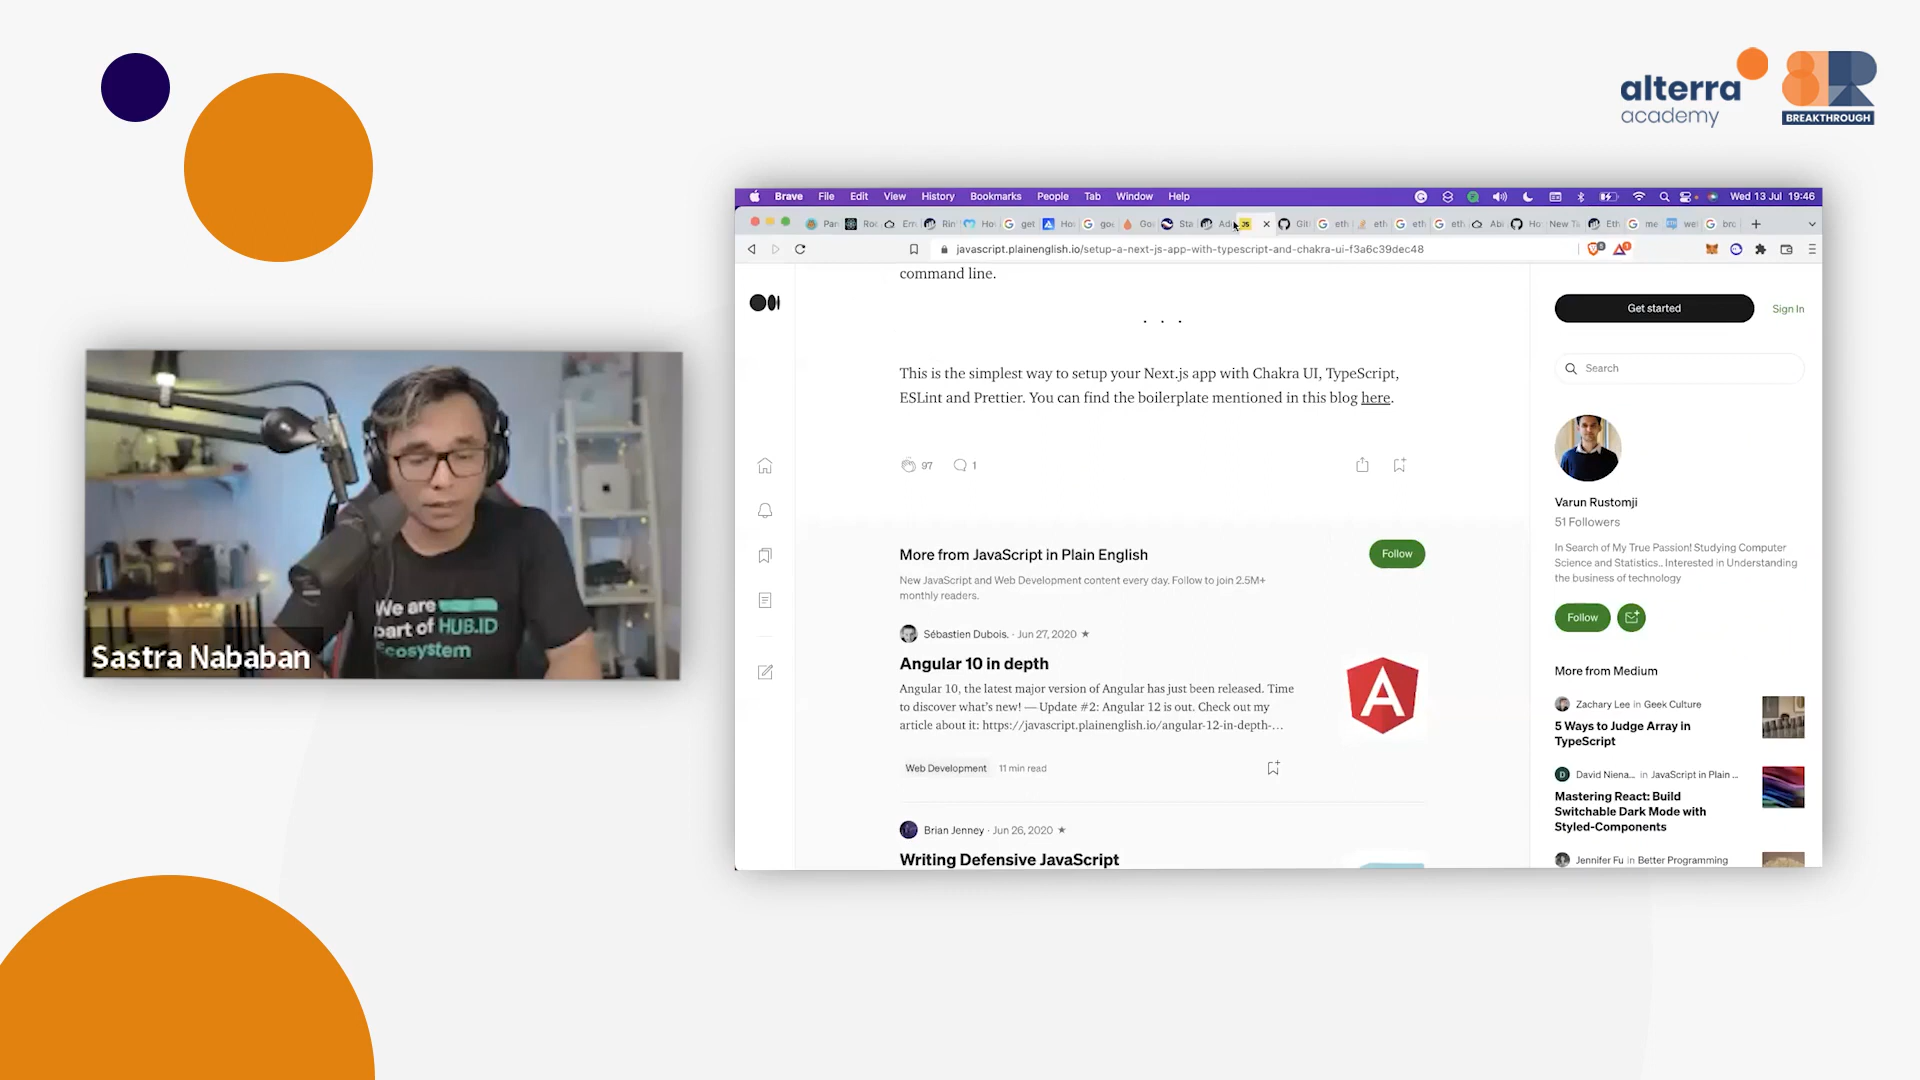 alterra
academy
BREAKTHROUGH
Brave File Edit View History Bookmarks People Tab Window Help
Wed 13 Jul 19:46
javascript.plainenglish.io/setup-a-next-js-app-with-typescript-and-chakra-ui-f3a6c39dec48
command line.
. . .
This is the simplest way to setup your Next.js app with Chakra UI, TypeScript,
ESLint and Prettier. You can find the boilerplate mentioned in this blog here.
97 1
More from JavaScript in Plain English
Follow
New JavaScript and Web Development content every day. Follow to join 2.5M+
monthly readers.
Sébastien Dubois. · Jun 27, 2020 ★
Angular 10 in depth
Angular 10, the latest major version of Angular has just been released. Time
to discover what's new! — Update #2: Angular 12 is out. Check out my
article about it: https://javascript.plainenglish.io/angular-12-in-depth-...
Web Development 11 min read
Brian Jenney · Jun 26, 2020 ★
Writing Defensive JavaScript
Get started
Sign In
Search
Varun Rustomji
51 Followers
In Search of My True Passion! Studying Computer
Science and Statistics.. Interested in Understanding
the business of technology
Follow
More from Medium
Zachary Lee in Geek Culture
5 Ways to Judge Array in
TypeScript
David Niena... in JavaScript in Plain ...
Mastering React: Build
Switchable Dark Mode with
Styled-Components
Jennifer Fu in Better Programming
We are
part of HUB.ID
Ecosystem
Sastra Nababan